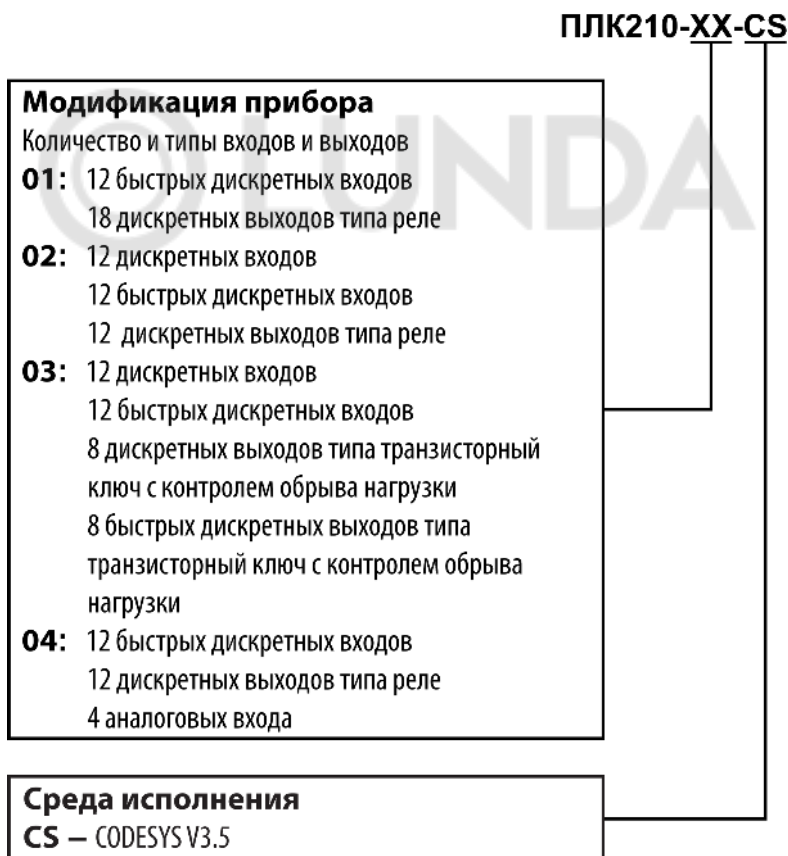 ПЛК210-XX-CS
Модификация прибора
Количество и типы входов и выходов
01: 12 быстрых дискретных входов
18 дискретных выходов типа реле
02: 12 дискретных входов
12 быстрых дискретных входов
12 дискретных выходов типа реле
03: 12 дискретных входов
12 быстрых дискретных входов
8 дискретных выходов типа транзисторный
ключ с контролем обрыва нагрузки
8 быстрых дискретных выходов типа
транзисторный ключ с контролем обрыва
нагрузки
04: 12 быстрых дискретных входов
12 дискретных выходов типа реле
4 аналоговых входа
Среда исполнения
CS – CODESYS V3.5
LUNDA